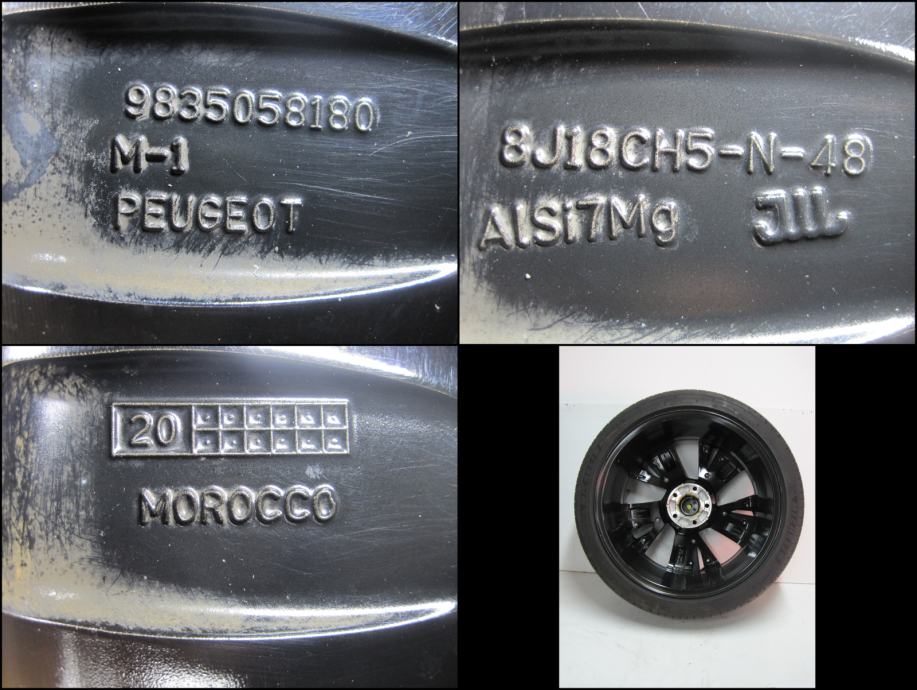 9835058180
M-1
PEUGEOT
8J18CH5-N-48
AlSi7Mg
20
MOROCCO